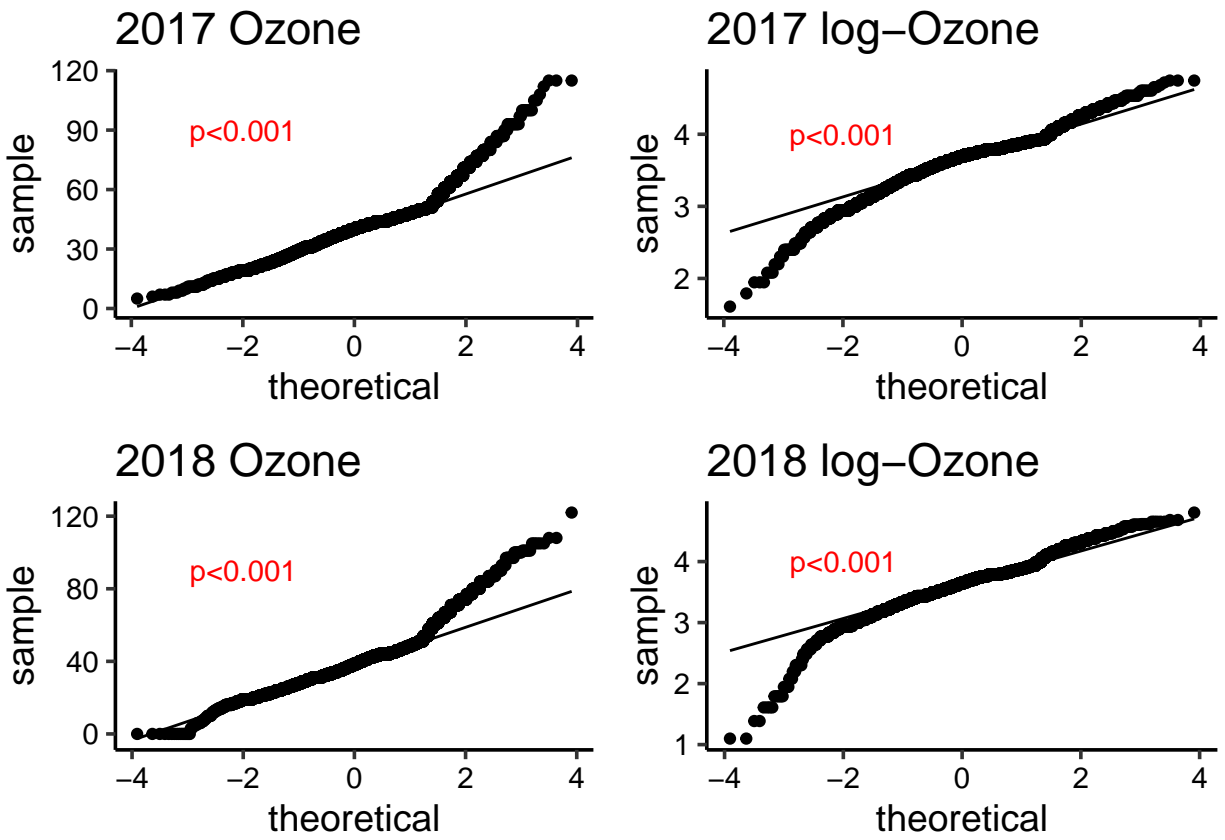 2017 Ozone
120
90
60
30
0
sample
p<0.001
−4
−2
0
2
4
theoretical
2017 log−Ozone
4
3
2
sample
p<0.001
−4
−2
0
2
4
theoretical
2018 Ozone
120
80
40
0
sample
p<0.001
−4
−2
0
2
4
theoretical
2018 log−Ozone
4
3
2
1
sample
p<0.001
−4
−2
0
2
4
theoretical